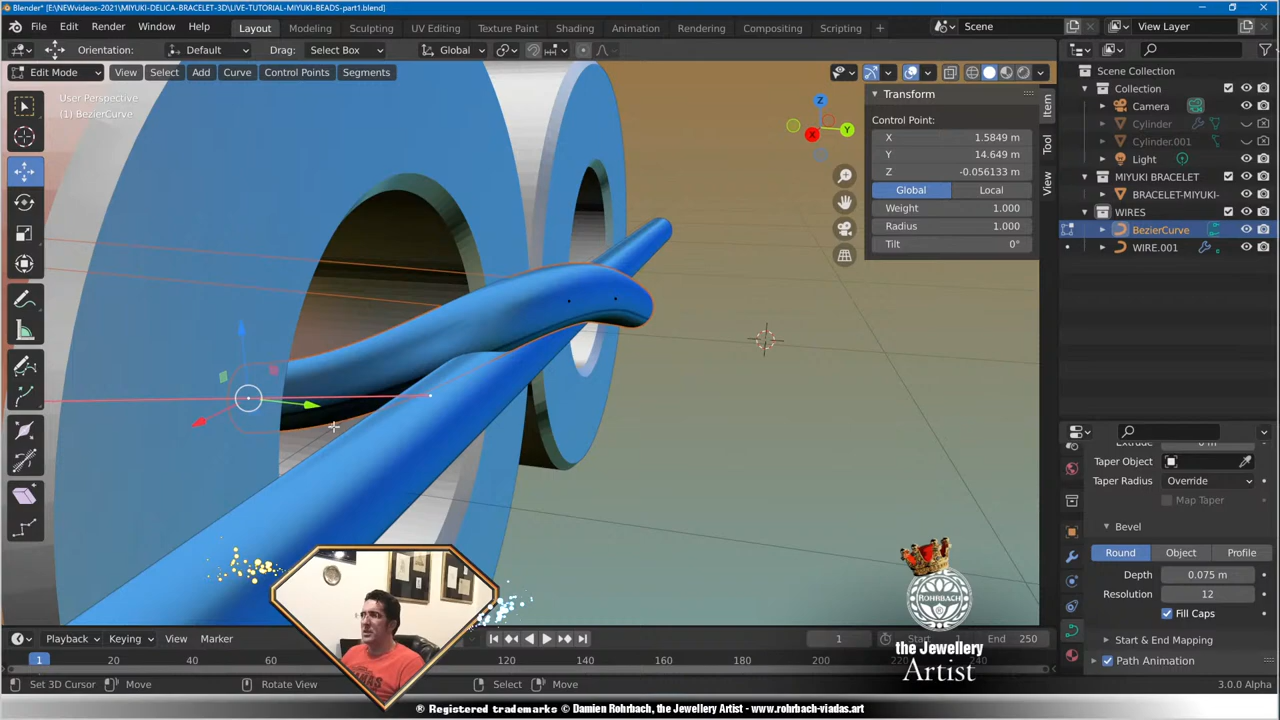 Blender* [E:\NEWvideos-2021\MIYUKI-DELICA-BRACELET-3D\LIVE-TUTORIAL-MIYUKI-BEADS-part1.blend]
File Edit Render Window Help Layout Modeling Sculpting UV Editing Texture Paint Shading Animation Rendering Compositing Scripting + Scene View Layer
Orientation: Default Drag: Select Box Global
Edit Mode View Select Add Curve Control Points Segments
User Perspective
(1) BezierCurve
Z
Y
X
Transform
Control Point:
X 1.5849 m
Y 14.649 m
Z -0.056133 m
Global Local
Weight 1.000
Radius 1.000
Tilt 0°
Item
Tool
View
Scene Collection
Collection
Camera
Cylinder
Cylinder.001
Light
MIYUKI BRACELET
BRACELET-MIYUKI-
WIRES
BezierCurve
WIRE.001
Taper Object
Taper Radius Override
Map Taper
Bevel
Round Object Profile
Depth 0.075 m
Resolution 12
Fill Caps
Start & End Mapping
Path Animation
ROHRBACH
the Jewellery
Artist
Playback Keying View Marker 1 Start 1 End 250
1 20 40 60 120 140 160 180 200 220 240
Set 3D Cursor Move Rotate View Select Move 3.0.0 Alpha
® Registered trademarks © Damien Rohrbach, the Jewellery Artist - www.rohrbach-viadas.art